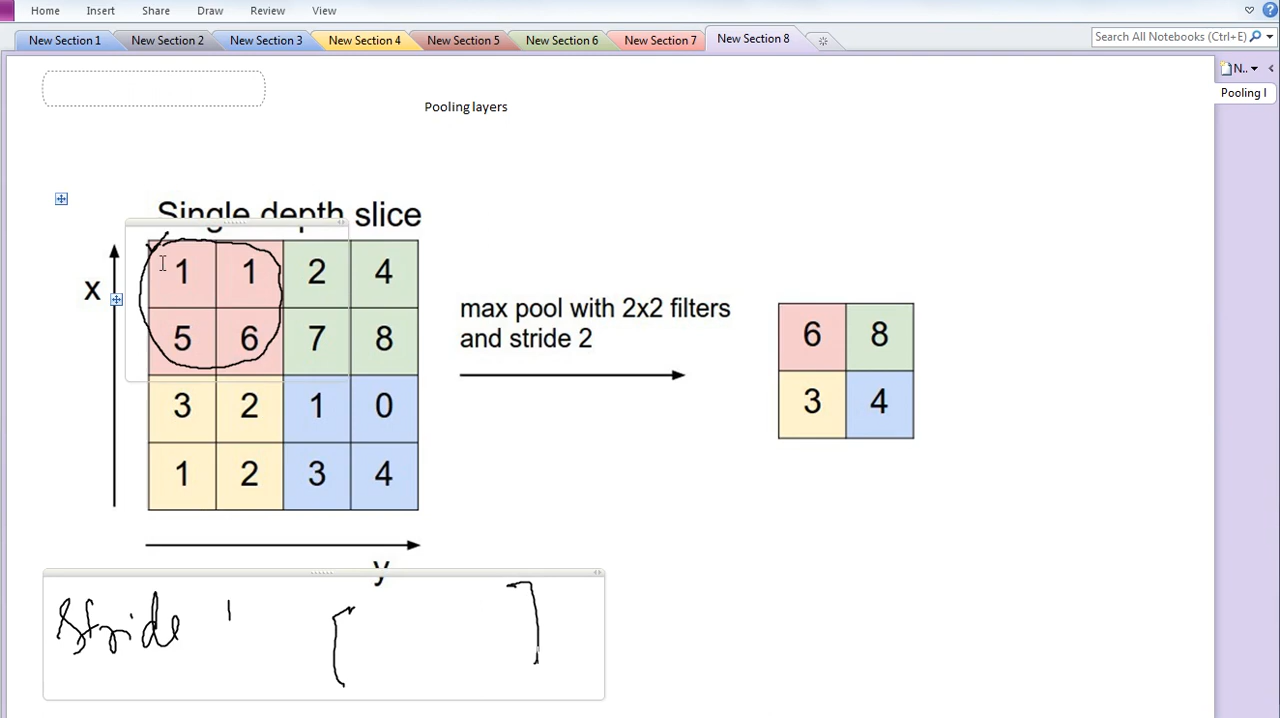 Home Insert Share Draw Review View
New Section 1 New Section 2 New Section 3 New Section 4 New Section 5 New Section 6 New Section 7 New Section 8
Search All Notebooks (Ctrl+E)
N..
Pooling l
Pooling layers
Single depth slice
x
1 1 2 4
5 6 7 8
3 2 1 0
1 2 3 4
y
max pool with 2x2 filters
and stride 2
6 8
3 4
Stride 1 [ ]